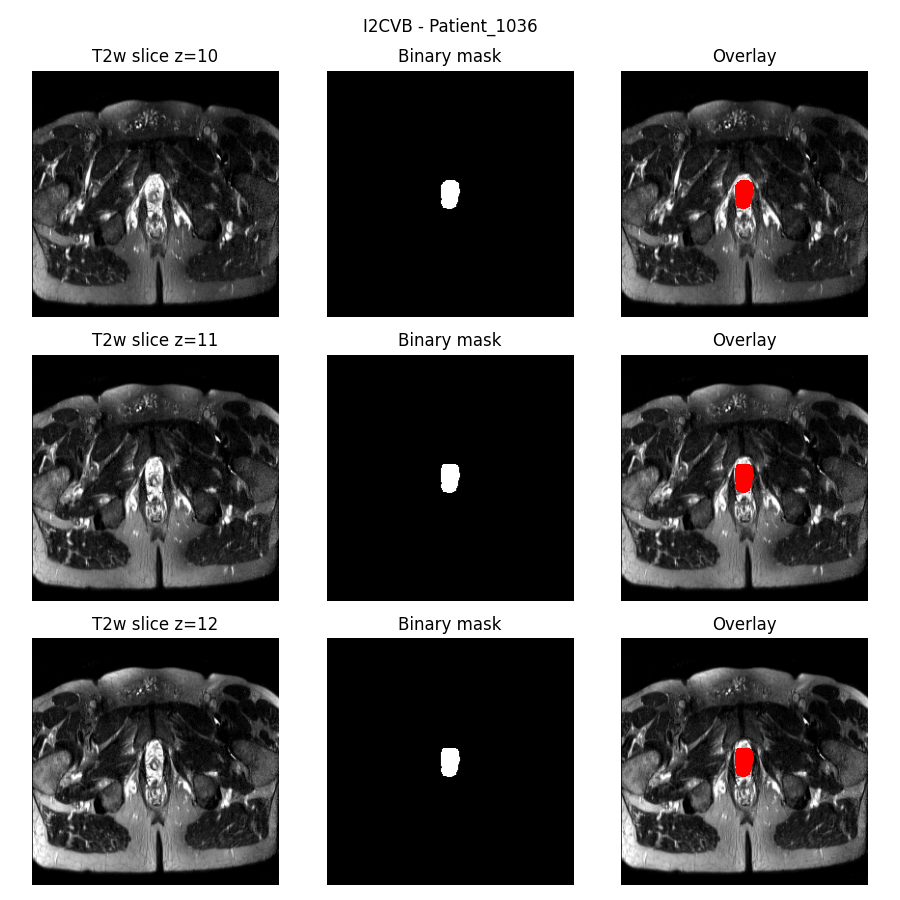 I2CVB - Patient_1036
T2w slice z=10
Binary mask
Overlay
T2w slice z=11
Binary mask
Overlay
T2w slice z=12
Binary mask
Overlay